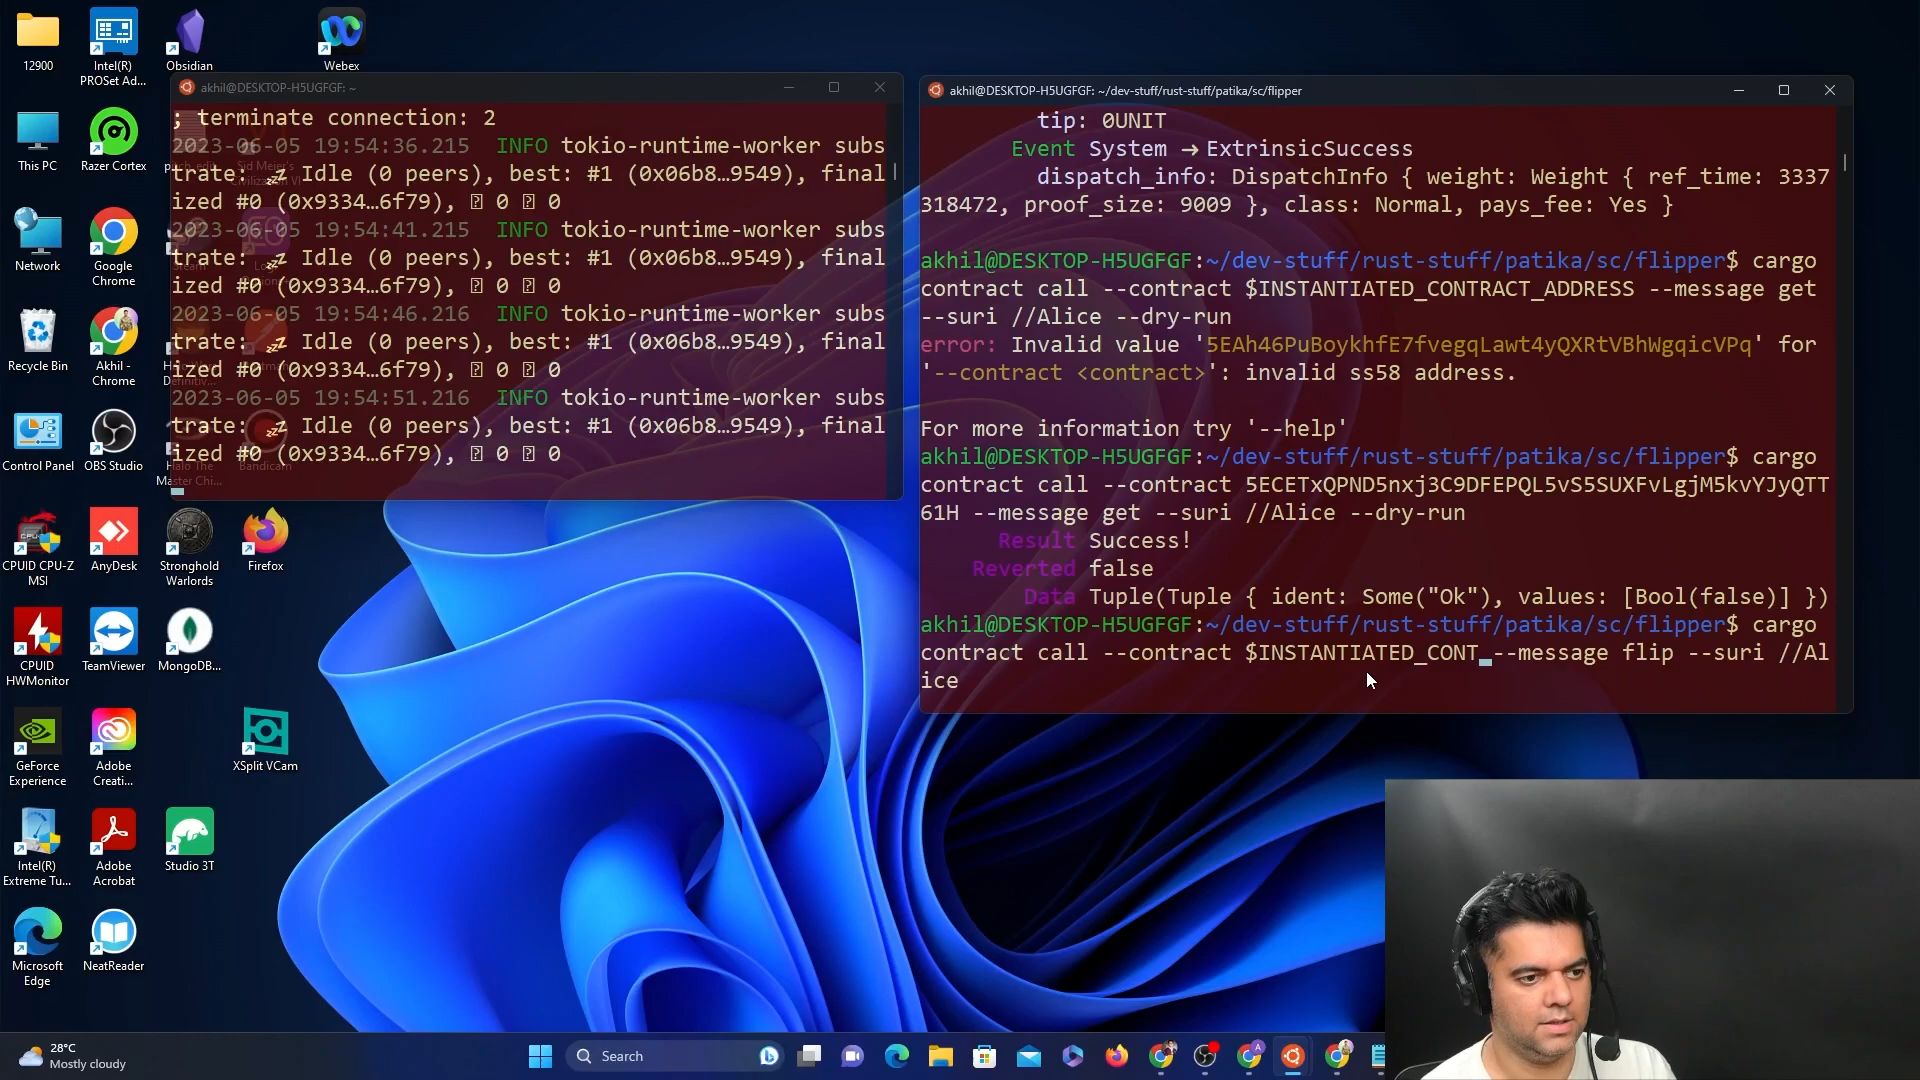 12900
Intel(R)
PROSet Ad...
Obsidian
Webex
This PC
Razer Cortex
Network
Google
Chrome
Recycle Bin
Akhil -
Chrome
Control Panel
OBS Studio
CPUID CPU-Z
MSI
AnyDesk
Stronghold
Warlords
Firefox
CPUID
HWMonitor
TeamViewer
MongoDB...
GeForce
Experience
Adobe
Creati...
XSplit VCam
Intel(R)
Extreme Tu...
Adobe
Acrobat
Studio 3T
Microsoft
Edge
NeatReader
akhil@DESKTOP-H5UGFGF: ~
; terminate connection: 2
2023-06-05 19:54:36.215  INFO tokio-runtime-worker subs
trate: 💤 Idle (0 peers), best: #1 (0x06b8…9549), final
ized #0 (0x9334…6f79), 0 0
2023-06-05 19:54:41.215  INFO tokio-runtime-worker subs
trate: 💤 Idle (0 peers), best: #1 (0x06b8…9549), final
ized #0 (0x9334…6f79), 0 0
2023-06-05 19:54:46.216  INFO tokio-runtime-worker subs
trate: 💤 Idle (0 peers), best: #1 (0x06b8…9549), final
ized #0 (0x9334…6f79), 0 0
2023-06-05 19:54:51.216  INFO tokio-runtime-worker subs
trate: 💤 Idle (0 peers), best: #1 (0x06b8…9549), final
ized #0 (0x9334…6f79), 0 0
akhil@DESKTOP-H5UGFGF: ~/dev-stuff/rust-stuff/patika/sc/flipper
tip: 0UNIT
Event System → ExtrinsicSuccess
dispatch_info: DispatchInfo { weight: Weight { ref_time: 3337
318472, proof_size: 9009 }, class: Normal, pays_fee: Yes }
akhil@DESKTOP-H5UGFGF:~/dev-stuff/rust-stuff/patika/sc/flipper$ cargo
contract call --contract $INSTANTIATED_CONTRACT_ADDRESS --message get
--suri //Alice --dry-run
error: Invalid value '5EAh46PuBoykhfE7fvegqLawt4yQXRtVBhWgqicVPq' for
'--contract <contract>': invalid ss58 address.
For more information try '--help'
akhil@DESKTOP-H5UGFGF:~/dev-stuff/rust-stuff/patika/sc/flipper$ cargo
contract call --contract 5ECETxQPND5nxj3C9DFEPQL5vS5SUXFvLgjM5kvYJyQTT
61H --message get --suri //Alice --dry-run
Result Success!
Reverted false
Data Tuple(Tuple { ident: Some("Ok"), values: [Bool(false)] })
akhil@DESKTOP-H5UGFGF:~/dev-stuff/rust-stuff/patika/sc/flipper$ cargo
contract call --contract $INSTANTIATED_CONT --message flip --suri //Al
ice
28°C
Mostly cloudy
Search